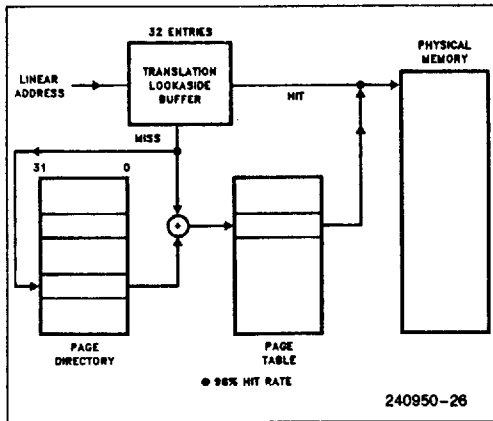 32 ENTRIES
TRANSLATION
LOOKASIDE
BUFFER
PHYSICAL
MEMORY
LINEAR
ADDRESS
HIT
MISS
31
0
PAGE
DIRECTORY
PAGE
TABLE
@ 98% HIT RATE
240950-26